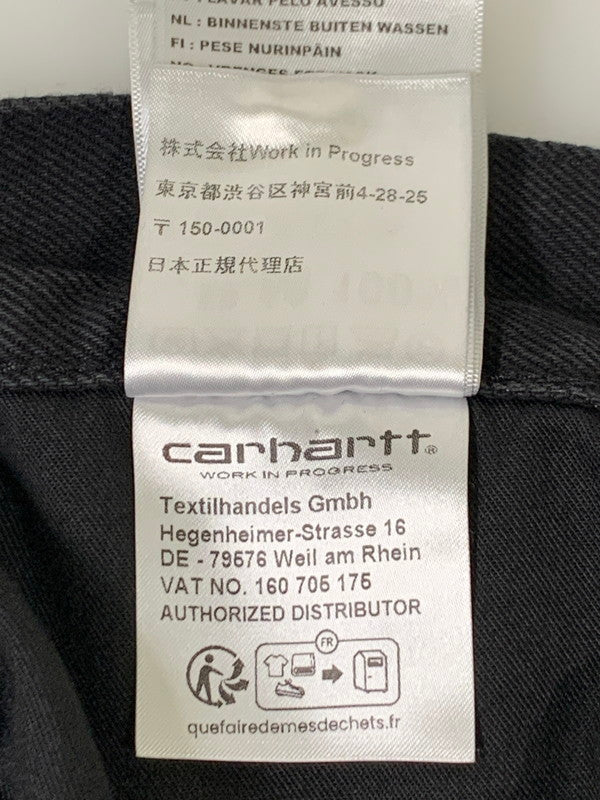 : LAVAR PELO AVESSO
NL : BINNENSTE BUITEN WASSEN
FI : PESE NURINPÄIN
株式会社Work in Progress
東京都渋谷区神宮前4-28-25
〒 150-0001
日本正規代理店
carhartt®
WORK IN PROGRESS
Textilhandels Gmbh
Hegenheimer-Strasse 16
DE - 79576 Weil am Rhein
VAT NO. 160 705 175
AUTHORIZED DISTRIBUTOR
FR
quefairedemesdechets.fr